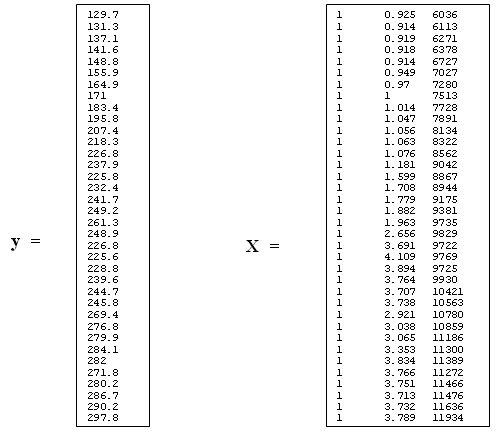 y =
129.7
131.3
137.1
141.6
148.8
155.9
164.9
171
183.4
195.8
207.4
218.3
226.8
237.9
225.8
232.4
241.7
249.2
261.3
248.9
226.8
225.6
228.8
239.6
244.7
245.8
269.4
276.8
279.9
284.1
282
271.8
280.2
286.7
290.2
297.8
X =
1 0.925 6036
1 0.914 6113
1 0.919 6271
1 0.918 6378
1 0.914 6727
1 0.949 7027
1 0.97 7280
1 1 7513
1 1.014 7728
1 1.047 7891
1 1.056 8134
1 1.063 8322
1 1.076 8562
1 1.181 9042
1 1.599 8867
1 1.708 8944
1 1.779 9175
1 1.882 9381
1 1.963 9735
1 2.656 9829
1 3.691 9722
1 4.109 9769
1 3.894 9725
1 3.764 9930
1 3.707 10421
1 3.738 10563
1 2.921 10780
1 3.038 10859
1 3.065 11186
1 3.353 11300
1 3.834 11389
1 3.766 11272
1 3.751 11466
1 3.713 11476
1 3.732 11636
1 3.789 11934